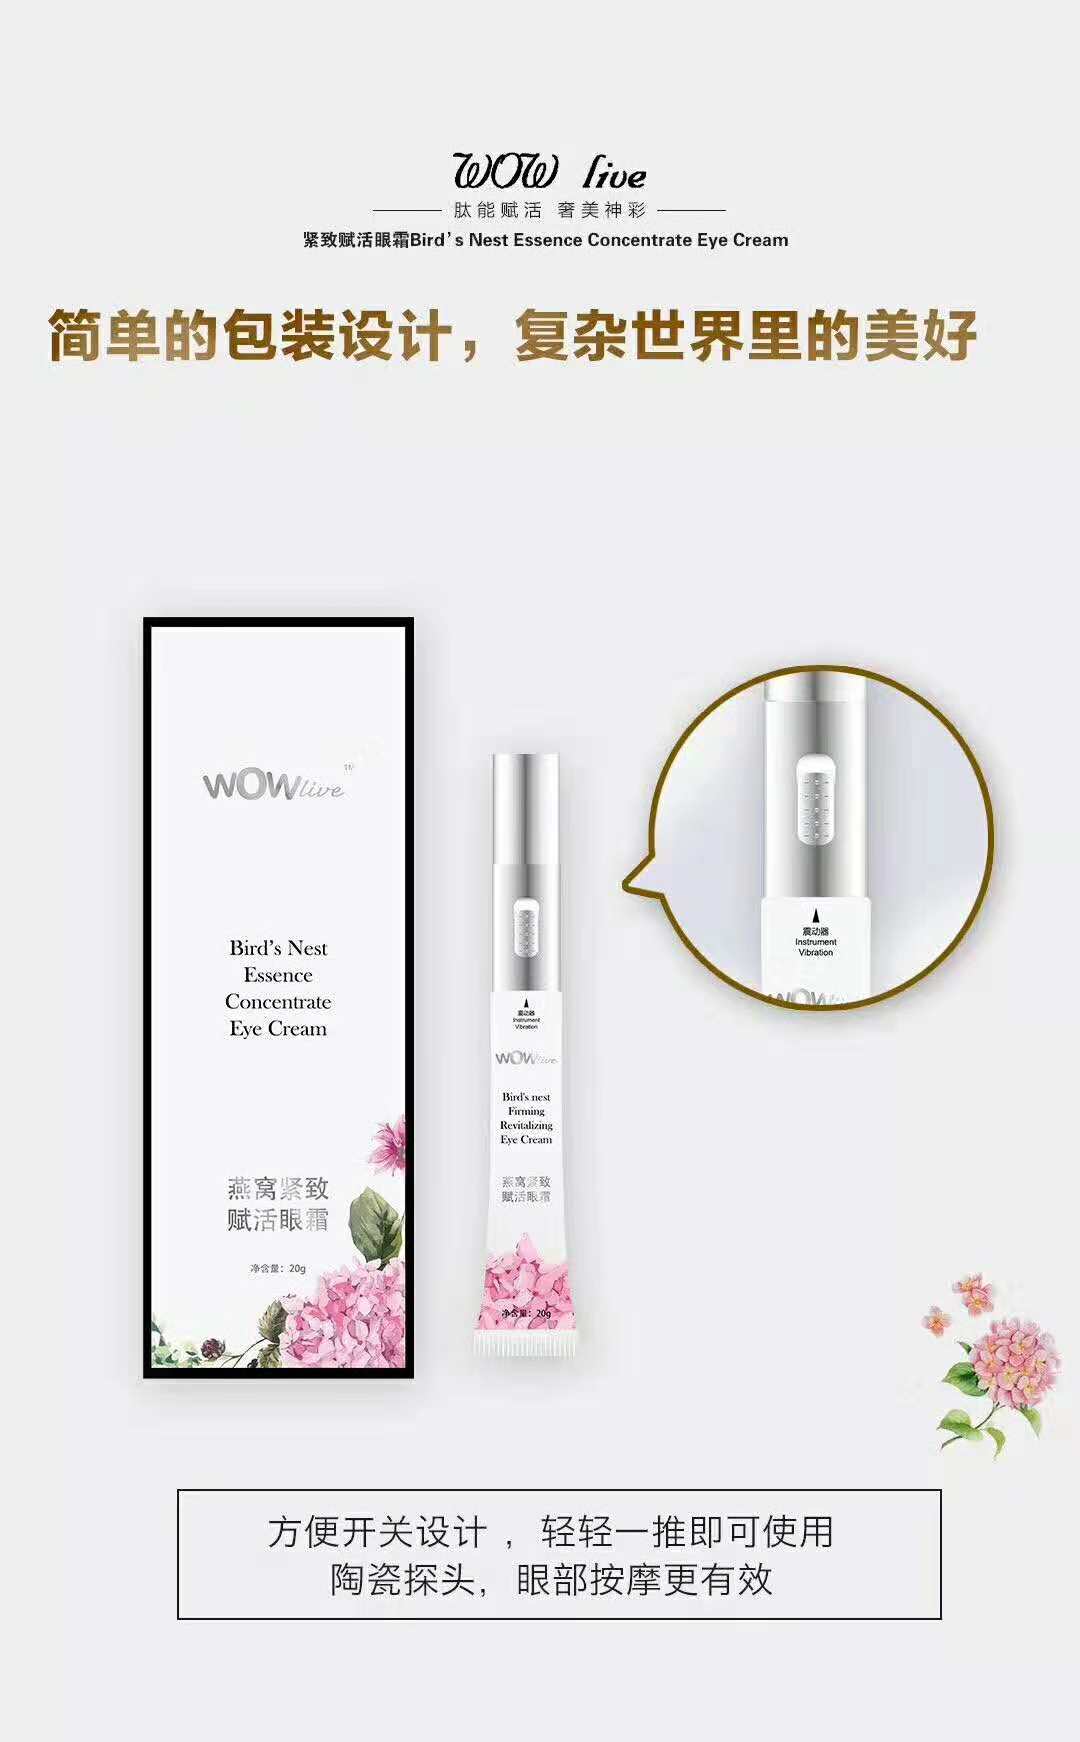 WOW live
肽能赋活 奢美神彩
紧致赋活眼霜Bird's Nest Essence Concentrate Eye Cream
简单的包装设计，复杂世界里的美好
WOWlive
Bird's Nest
Essence
Concentrate
Eye Cream
燕窝紧致
赋活眼霜
净含量：20g
震动器
Instrument
Vibration
WOWlive
Bird's nest
Firming
Revitalizing
Eye Cream
燕窝紧致
赋活眼霜
净含量：20g
震动器
Instrument
Vibration
WOWlive
方便开关设计，轻轻一推即可使用
陶瓷探头，眼部按摩更有效